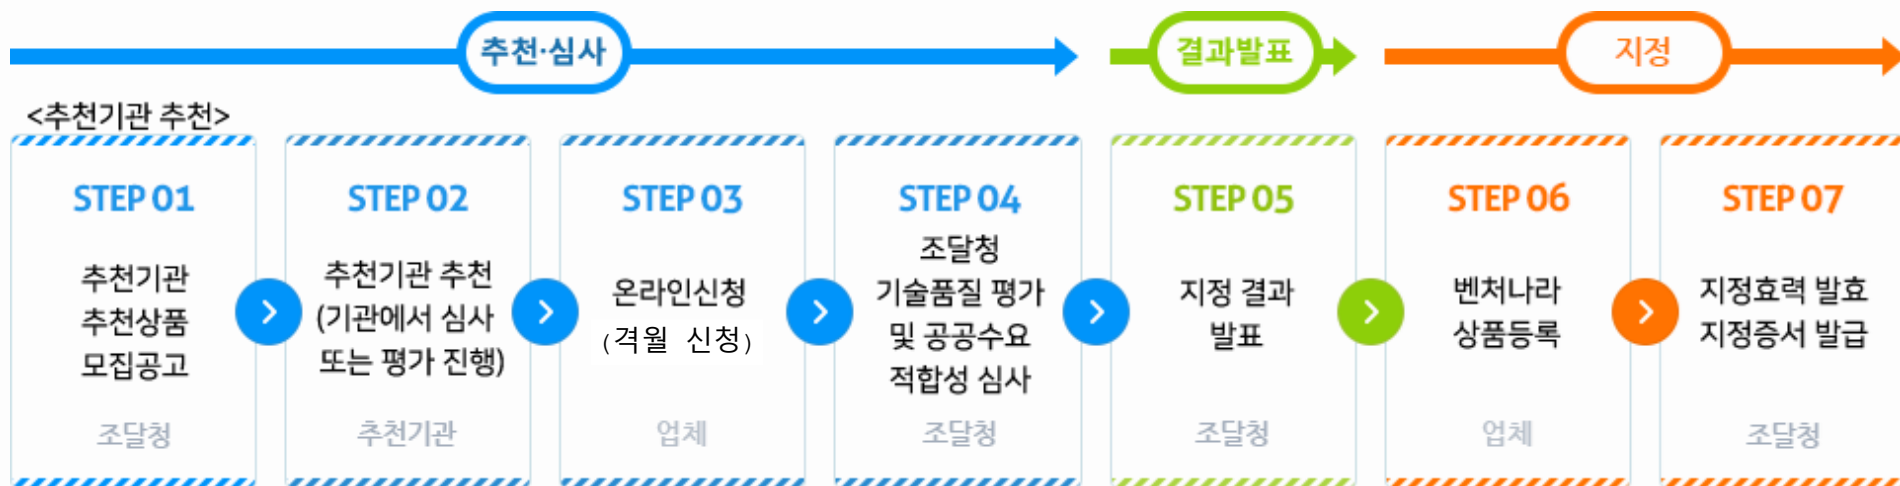 추천·심사
결과발표
지정
<추천기관 추천>
STEP 01
추천기관
추천상품
모집공고
조달청
STEP 02
추천기관 추천
(기관에서 심사
또는 평가 진행)
추천기관
STEP 03
온라인신청
(격월 신청)
업체
STEP 04
조달청
기술품질 평가
및 공공수요
적합성 심사
조달청
STEP 05
지정 결과
발표
조달청
STEP 06
벤처나라
상품등록
업체
STEP 07
지정효력 발효
지정증서 발급
조달청